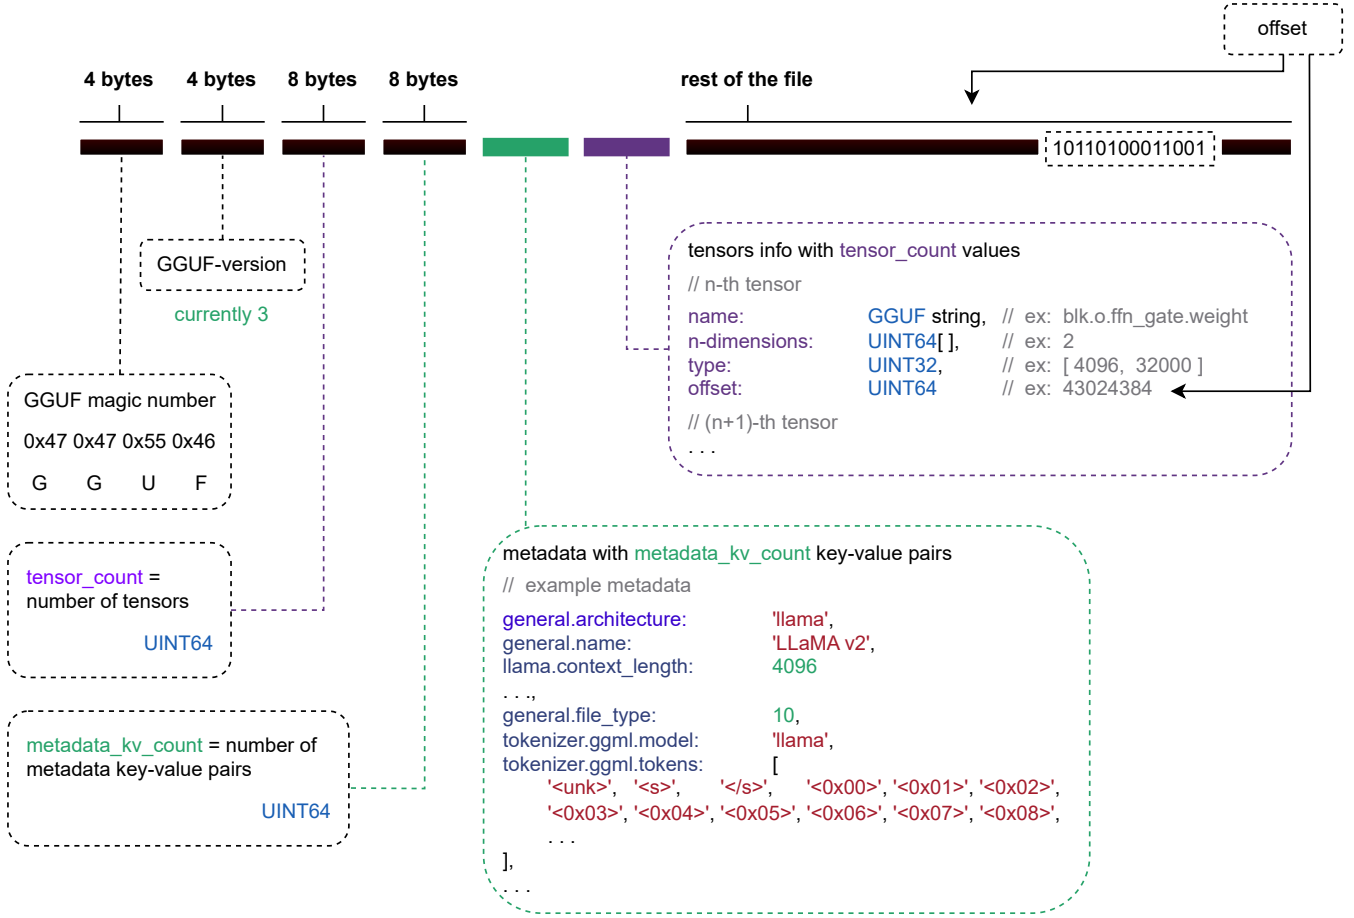 offset
4 bytes 4 bytes 8 bytes 8 bytes rest of the file
10110100011001
GGUF-version
currently 3
GGUF magic number
0x47 0x47 0x55 0x46
G G U F
tensor_count =
number of tensors
UINT64
metadata_kv_count = number of
metadata key-value pairs
UINT64
tensors info with tensor_count values
// n-th tensor
name: GGUF string, // ex: blk.o.ffn_gate.weight
n-dimensions: UINT64[ ], // ex: 2
type: UINT32, // ex: [ 4096, 32000 ]
offset: UINT64 // ex: 43024384
// (n+1)-th tensor
. . .
metadata with metadata_kv_count key-value pairs
// example metadata
general.architecture: 'llama',
general.name: 'LLaMA v2',
llama.context_length: 4096
. . .,
general.file_type: 10,
tokenizer.ggml.model: 'llama',
tokenizer.ggml.tokens: [
'<unk>', '<s>', '</s>', '<0x00>', '<0x01>', '<0x02>',
'<0x03>', '<0x04>', '<0x05>', '<0x06>', '<0x07>', '<0x08>',
. . .
],
. . .